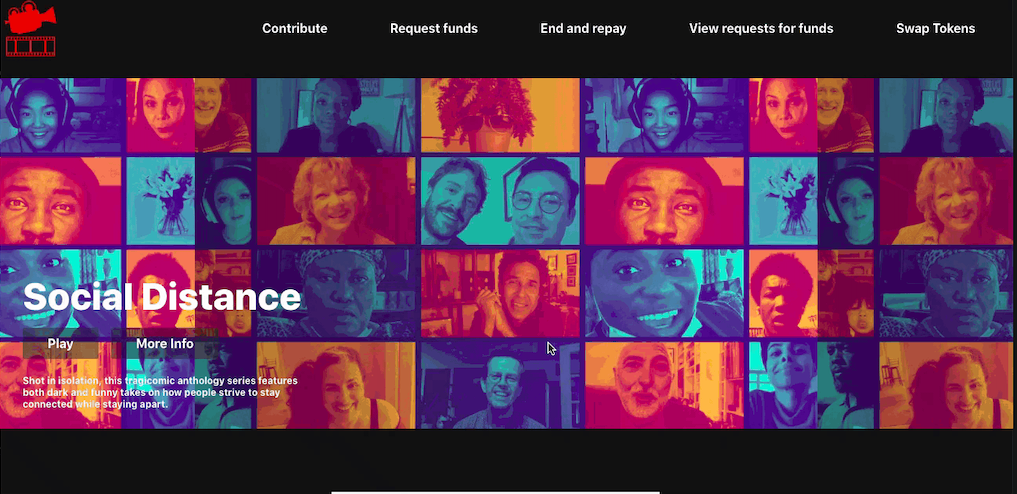 Contribute
Request funds
End and repay
View requests for funds
Swap Tokens
Social Distance
Play
More Info
Shot in isolation, this tragicomic anthology series features
both dark and funny takes on how people strive to stay
connected while staying apart.